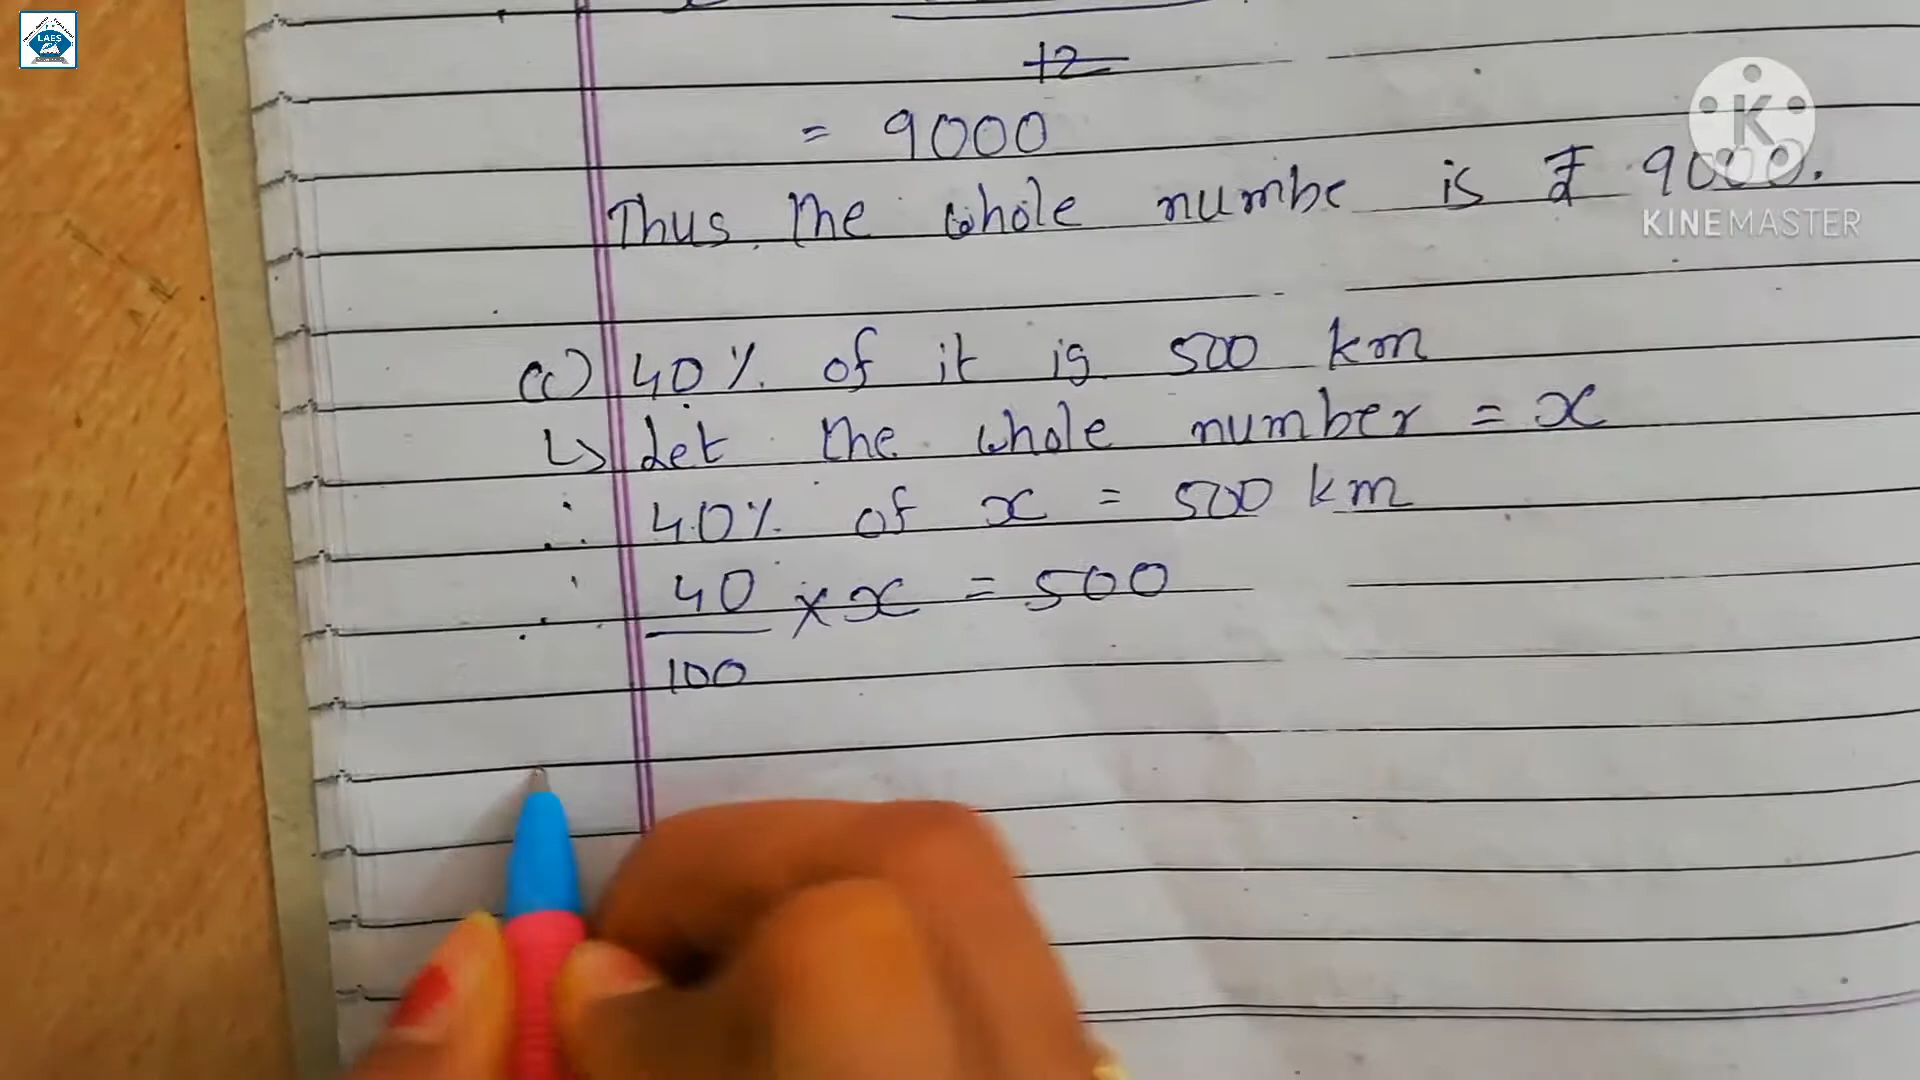 LAES
12
= 9000
Thus the whole numbe is ₹ 9000.
KINEMASTER
(c) 40% of it is 500 km
↳ Let the whole number = x
∴ 40% of x = 500 km
∴ 40/100 × x = 500